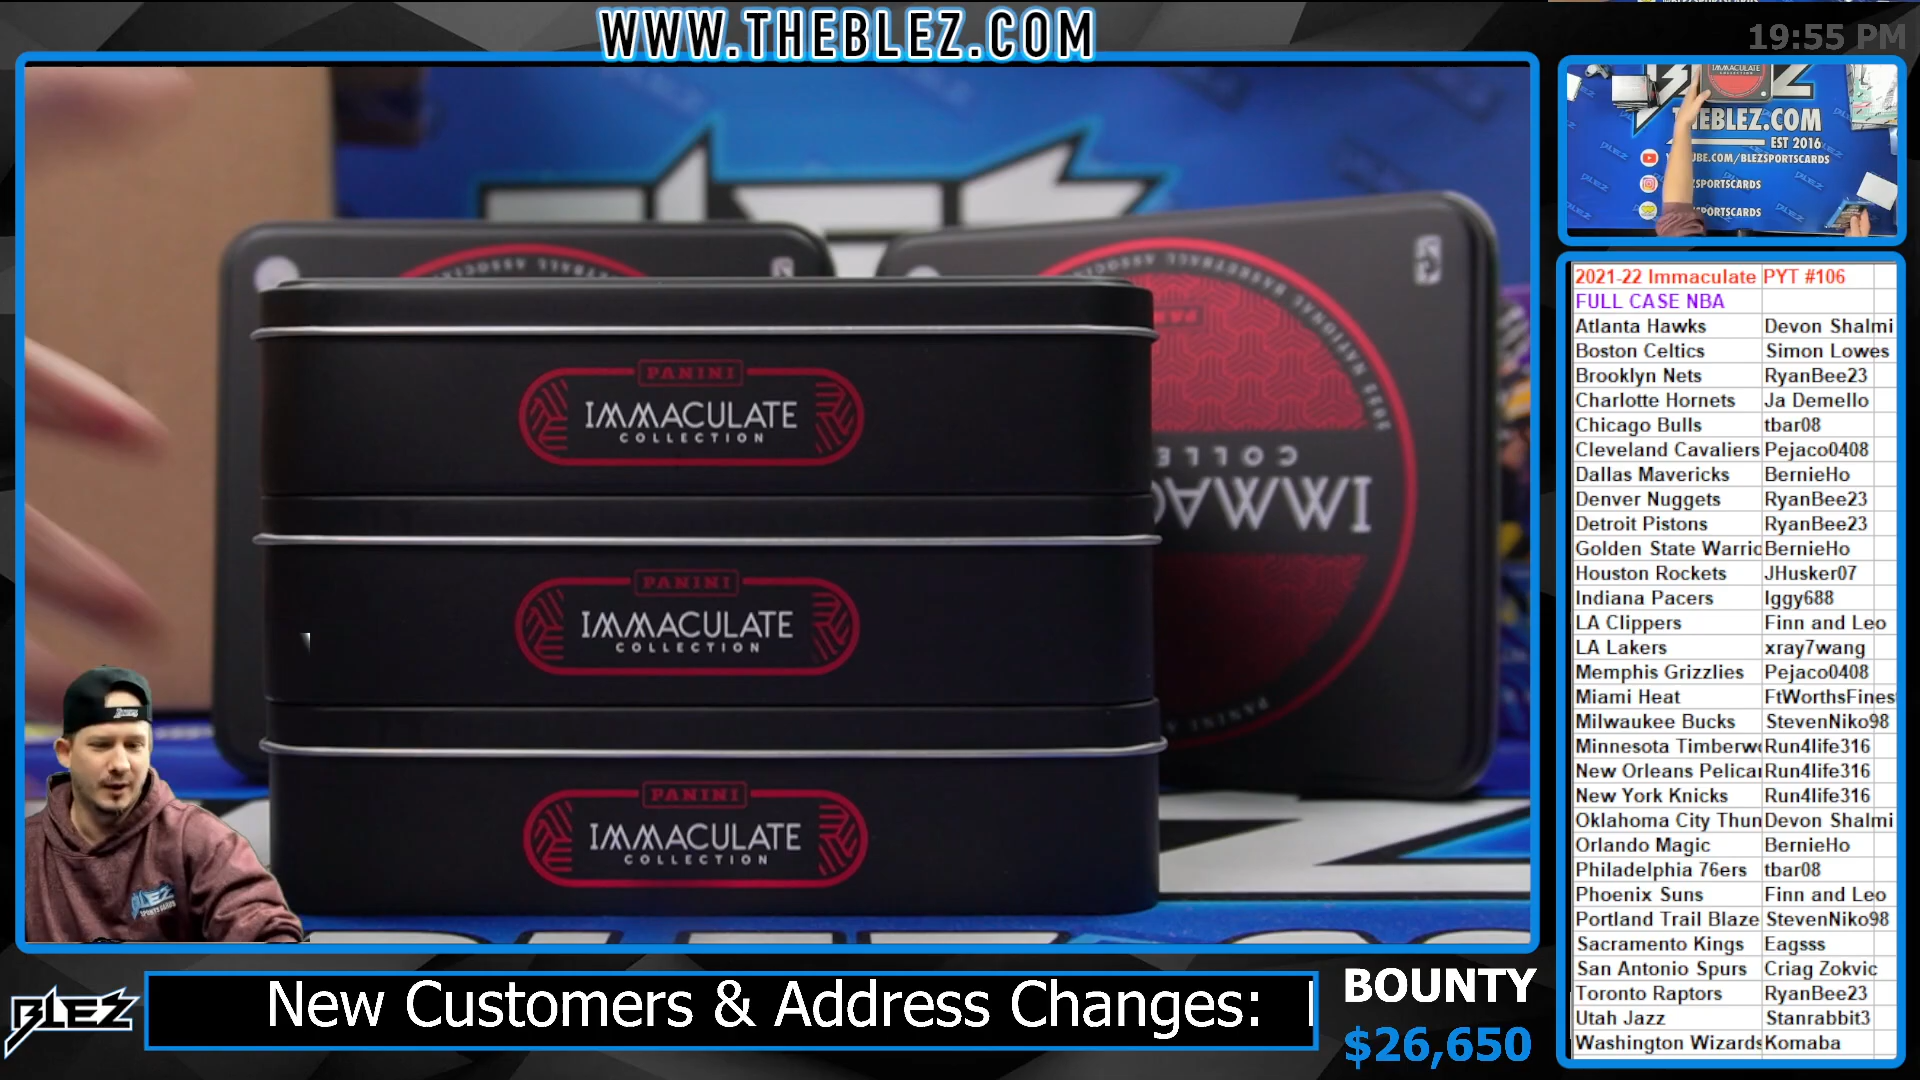 WWW.THEBLEZ.COM
19:55 PM
PANINI
IMMACULATE
COLLECTION
PANINI
IMMACULATE
COLLECTION
PANINI
IMMACULATE
COLLECTION
IMMACULATE
THEBLEZ.COM
EST 2016
2021-22 Immaculate PYT #106
FULL CASE NBA
Atlanta Hawks Devon Shalmi
Boston Celtics Simon Lowes
Brooklyn Nets RyanBee23
Charlotte Hornets Ja Demello
Chicago Bulls tbar08
Cleveland Cavaliers Pejaco0408
Dallas Mavericks BernieHo
Denver Nuggets RyanBee23
Detroit Pistons RyanBee23
Golden State Warric BernieHo
Houston Rockets JHusker07
Indiana Pacers Iggy688
LA Clippers Finn and Leo
LA Lakers xray7wang
Memphis Grizzlies Pejaco0408
Miami Heat FtWorthsFines
Milwaukee Bucks StevenNiko98
Minnesota Timberw Run4life316
New Orleans Pelica Run4life316
New York Knicks Run4life316
Oklahoma City Thun Devon Shalmi
Orlando Magic BernieHo
Philadelphia 76ers tbar08
Phoenix Suns Finn and Leo
Portland Trail Blaze StevenNiko98
Sacramento Kings Eagsss
San Antonio Spurs Criag Zokvic
Toronto Raptors RyanBee23
Utah Jazz Stanrabbit3
Washington Wizards Komaba
BLEZ
New Customers & Address Changes:
BOUNTY
$26,650